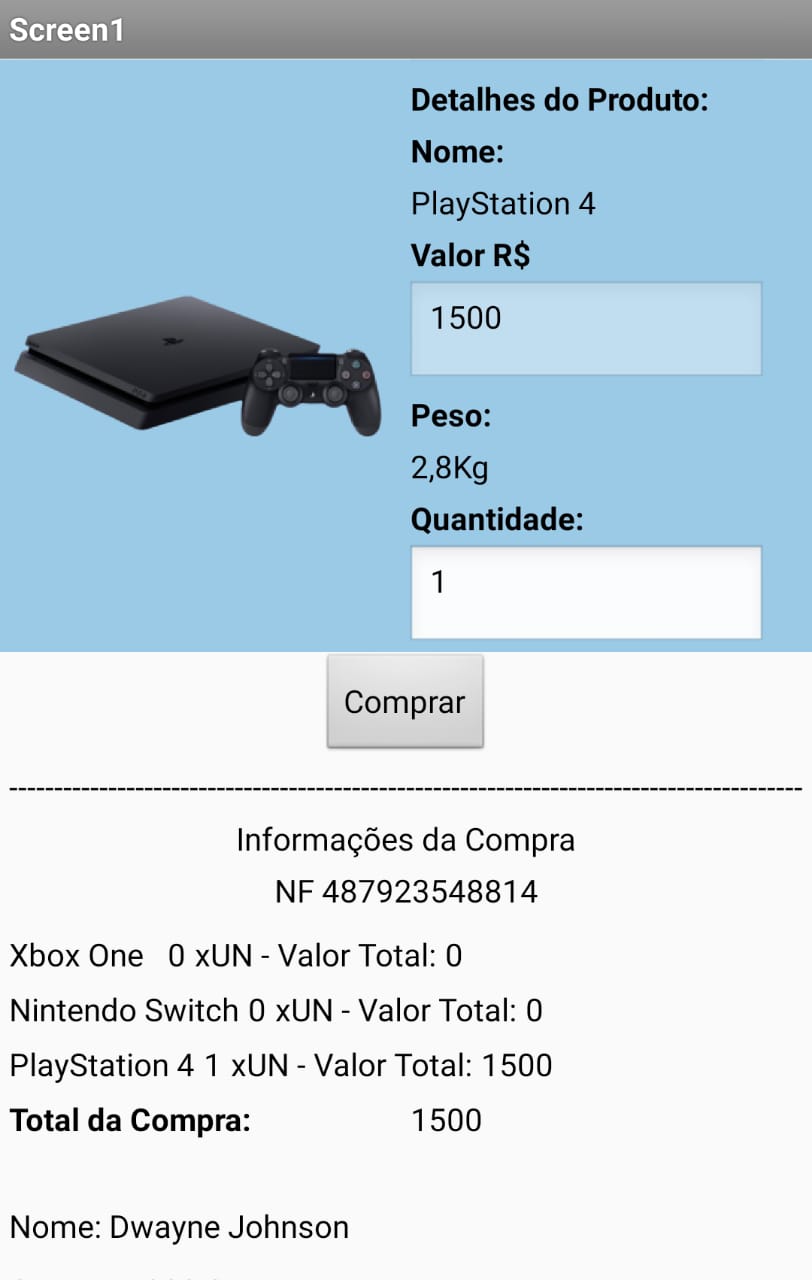 Screen1
Detalhes do Produto:
Nome:
PlayStation 4
Valor R$
1500
Peso:
2,8Kg
Quantidade:
1
Comprar
Informações da Compra
NF 487923548814
Xbox One 0 xUN - Valor Total: 0
Nintendo Switch 0 xUN - Valor Total: 0
PlayStation 4 1 xUN - Valor Total: 1500
Total da Compra: 1500
Nome: Dwayne Johnson